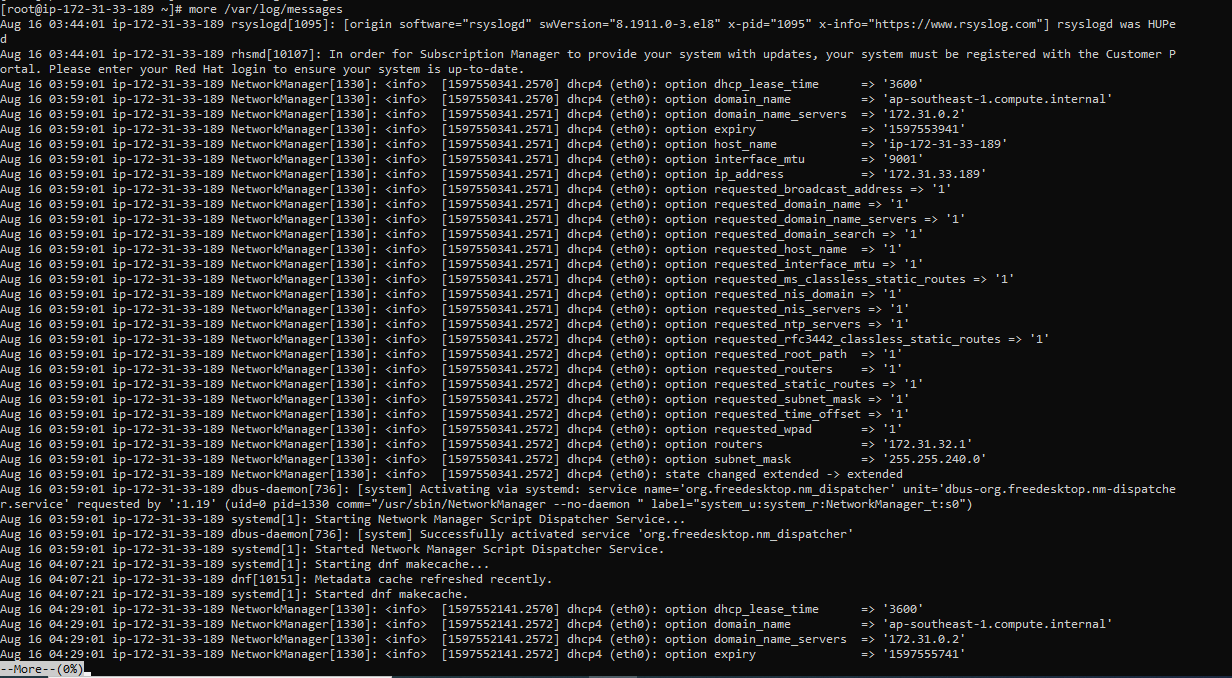 [root@ip-172-31-33-189 ~]# more /var/log/messages
Aug 16 03:44:01 ip-172-31-33-189 rsyslogd[1095]: [origin software="rsyslogd" swVersion="8.1911.0-3.el8" x-pid="1095" x-info="https://www.rsyslog.com"] rsyslogd was HUPe
d
Aug 16 03:44:01 ip-172-31-33-189 rhsmd[10107]: In order for Subscription Manager to provide your system with updates, your system must be registered with the Customer P
ortal. Please enter your Red Hat login to ensure your system is up-to-date.
Aug 16 03:59:01 ip-172-31-33-189 NetworkManager[1330]: <info>  [1597550341.2570] dhcp4 (eth0): option dhcp_lease_time      => '3600'
Aug 16 03:59:01 ip-172-31-33-189 NetworkManager[1330]: <info>  [1597550341.2570] dhcp4 (eth0): option domain_name          => 'ap-southeast-1.compute.internal'
Aug 16 03:59:01 ip-172-31-33-189 NetworkManager[1330]: <info>  [1597550341.2571] dhcp4 (eth0): option domain_name_servers  => '172.31.0.2'
Aug 16 03:59:01 ip-172-31-33-189 NetworkManager[1330]: <info>  [1597550341.2571] dhcp4 (eth0): option expiry               => '1597553941'
Aug 16 03:59:01 ip-172-31-33-189 NetworkManager[1330]: <info>  [1597550341.2571] dhcp4 (eth0): option host_name            => 'ip-172-31-33-189'
Aug 16 03:59:01 ip-172-31-33-189 NetworkManager[1330]: <info>  [1597550341.2571] dhcp4 (eth0): option interface_mtu        => '9001'
Aug 16 03:59:01 ip-172-31-33-189 NetworkManager[1330]: <info>  [1597550341.2571] dhcp4 (eth0): option ip_address           => '172.31.33.189'
Aug 16 03:59:01 ip-172-31-33-189 NetworkManager[1330]: <info>  [1597550341.2571] dhcp4 (eth0): option requested_broadcast_address => '1'
Aug 16 03:59:01 ip-172-31-33-189 NetworkManager[1330]: <info>  [1597550341.2571] dhcp4 (eth0): option requested_domain_name => '1'
Aug 16 03:59:01 ip-172-31-33-189 NetworkManager[1330]: <info>  [1597550341.2571] dhcp4 (eth0): option requested_domain_name_servers => '1'
Aug 16 03:59:01 ip-172-31-33-189 NetworkManager[1330]: <info>  [1597550341.2571] dhcp4 (eth0): option requested_domain_search => '1'
Aug 16 03:59:01 ip-172-31-33-189 NetworkManager[1330]: <info>  [1597550341.2571] dhcp4 (eth0): option requested_host_name  => '1'
Aug 16 03:59:01 ip-172-31-33-189 NetworkManager[1330]: <info>  [1597550341.2571] dhcp4 (eth0): option requested_interface_mtu => '1'
Aug 16 03:59:01 ip-172-31-33-189 NetworkManager[1330]: <info>  [1597550341.2571] dhcp4 (eth0): option requested_ms_classless_static_routes => '1'
Aug 16 03:59:01 ip-172-31-33-189 NetworkManager[1330]: <info>  [1597550341.2571] dhcp4 (eth0): option requested_nis_domain => '1'
Aug 16 03:59:01 ip-172-31-33-189 NetworkManager[1330]: <info>  [1597550341.2571] dhcp4 (eth0): option requested_nis_servers => '1'
Aug 16 03:59:01 ip-172-31-33-189 NetworkManager[1330]: <info>  [1597550341.2572] dhcp4 (eth0): option requested_ntp_servers => '1'
Aug 16 03:59:01 ip-172-31-33-189 NetworkManager[1330]: <info>  [1597550341.2572] dhcp4 (eth0): option requested_rfc3442_classless_static_routes => '1'
Aug 16 03:59:01 ip-172-31-33-189 NetworkManager[1330]: <info>  [1597550341.2572] dhcp4 (eth0): option requested_root_path  => '1'
Aug 16 03:59:01 ip-172-31-33-189 NetworkManager[1330]: <info>  [1597550341.2572] dhcp4 (eth0): option requested_routers    => '1'
Aug 16 03:59:01 ip-172-31-33-189 NetworkManager[1330]: <info>  [1597550341.2572] dhcp4 (eth0): option requested_static_routes => '1'
Aug 16 03:59:01 ip-172-31-33-189 NetworkManager[1330]: <info>  [1597550341.2572] dhcp4 (eth0): option requested_subnet_mask => '1'
Aug 16 03:59:01 ip-172-31-33-189 NetworkManager[1330]: <info>  [1597550341.2572] dhcp4 (eth0): option requested_time_offset => '1'
Aug 16 03:59:01 ip-172-31-33-189 NetworkManager[1330]: <info>  [1597550341.2572] dhcp4 (eth0): option requested_wpad       => '1'
Aug 16 03:59:01 ip-172-31-33-189 NetworkManager[1330]: <info>  [1597550341.2572] dhcp4 (eth0): option routers              => '172.31.32.1'
Aug 16 03:59:01 ip-172-31-33-189 NetworkManager[1330]: <info>  [1597550341.2572] dhcp4 (eth0): option subnet_mask          => '255.255.240.0'
Aug 16 03:59:01 ip-172-31-33-189 NetworkManager[1330]: <info>  [1597550341.2572] dhcp4 (eth0): state changed extended -> extended
Aug 16 03:59:01 ip-172-31-33-189 dbus-daemon[736]: [system] Activating via systemd: service name='org.freedesktop.nm_dispatcher' unit='dbus-org.freedesktop.nm-dispatche
r.service' requested by ':1.19' (uid=0 pid=1330 comm="/usr/sbin/NetworkManager --no-daemon " label="system_u:system_r:NetworkManager_t:s0")
Aug 16 03:59:01 ip-172-31-33-189 systemd[1]: Starting Network Manager Script Dispatcher Service...
Aug 16 03:59:01 ip-172-31-33-189 dbus-daemon[736]: [system] Successfully activated service 'org.freedesktop.nm_dispatcher'
Aug 16 03:59:01 ip-172-31-33-189 systemd[1]: Started Network Manager Script Dispatcher Service.
Aug 16 04:07:21 ip-172-31-33-189 systemd[1]: Starting dnf makecache...
Aug 16 04:07:21 ip-172-31-33-189 dnf[10151]: Metadata cache refreshed recently.
Aug 16 04:07:21 ip-172-31-33-189 systemd[1]: Started dnf makecache.
Aug 16 04:29:01 ip-172-31-33-189 NetworkManager[1330]: <info>  [1597552141.2570] dhcp4 (eth0): option dhcp_lease_time      => '3600'
Aug 16 04:29:01 ip-172-31-33-189 NetworkManager[1330]: <info>  [1597552141.2572] dhcp4 (eth0): option domain_name          => 'ap-southeast-1.compute.internal'
Aug 16 04:29:01 ip-172-31-33-189 NetworkManager[1330]: <info>  [1597552141.2572] dhcp4 (eth0): option domain_name_servers  => '172.31.0.2'
Aug 16 04:29:01 ip-172-31-33-189 NetworkManager[1330]: <info>  [1597552141.2572] dhcp4 (eth0): option expiry               => '1597555741'
--More--(0%)